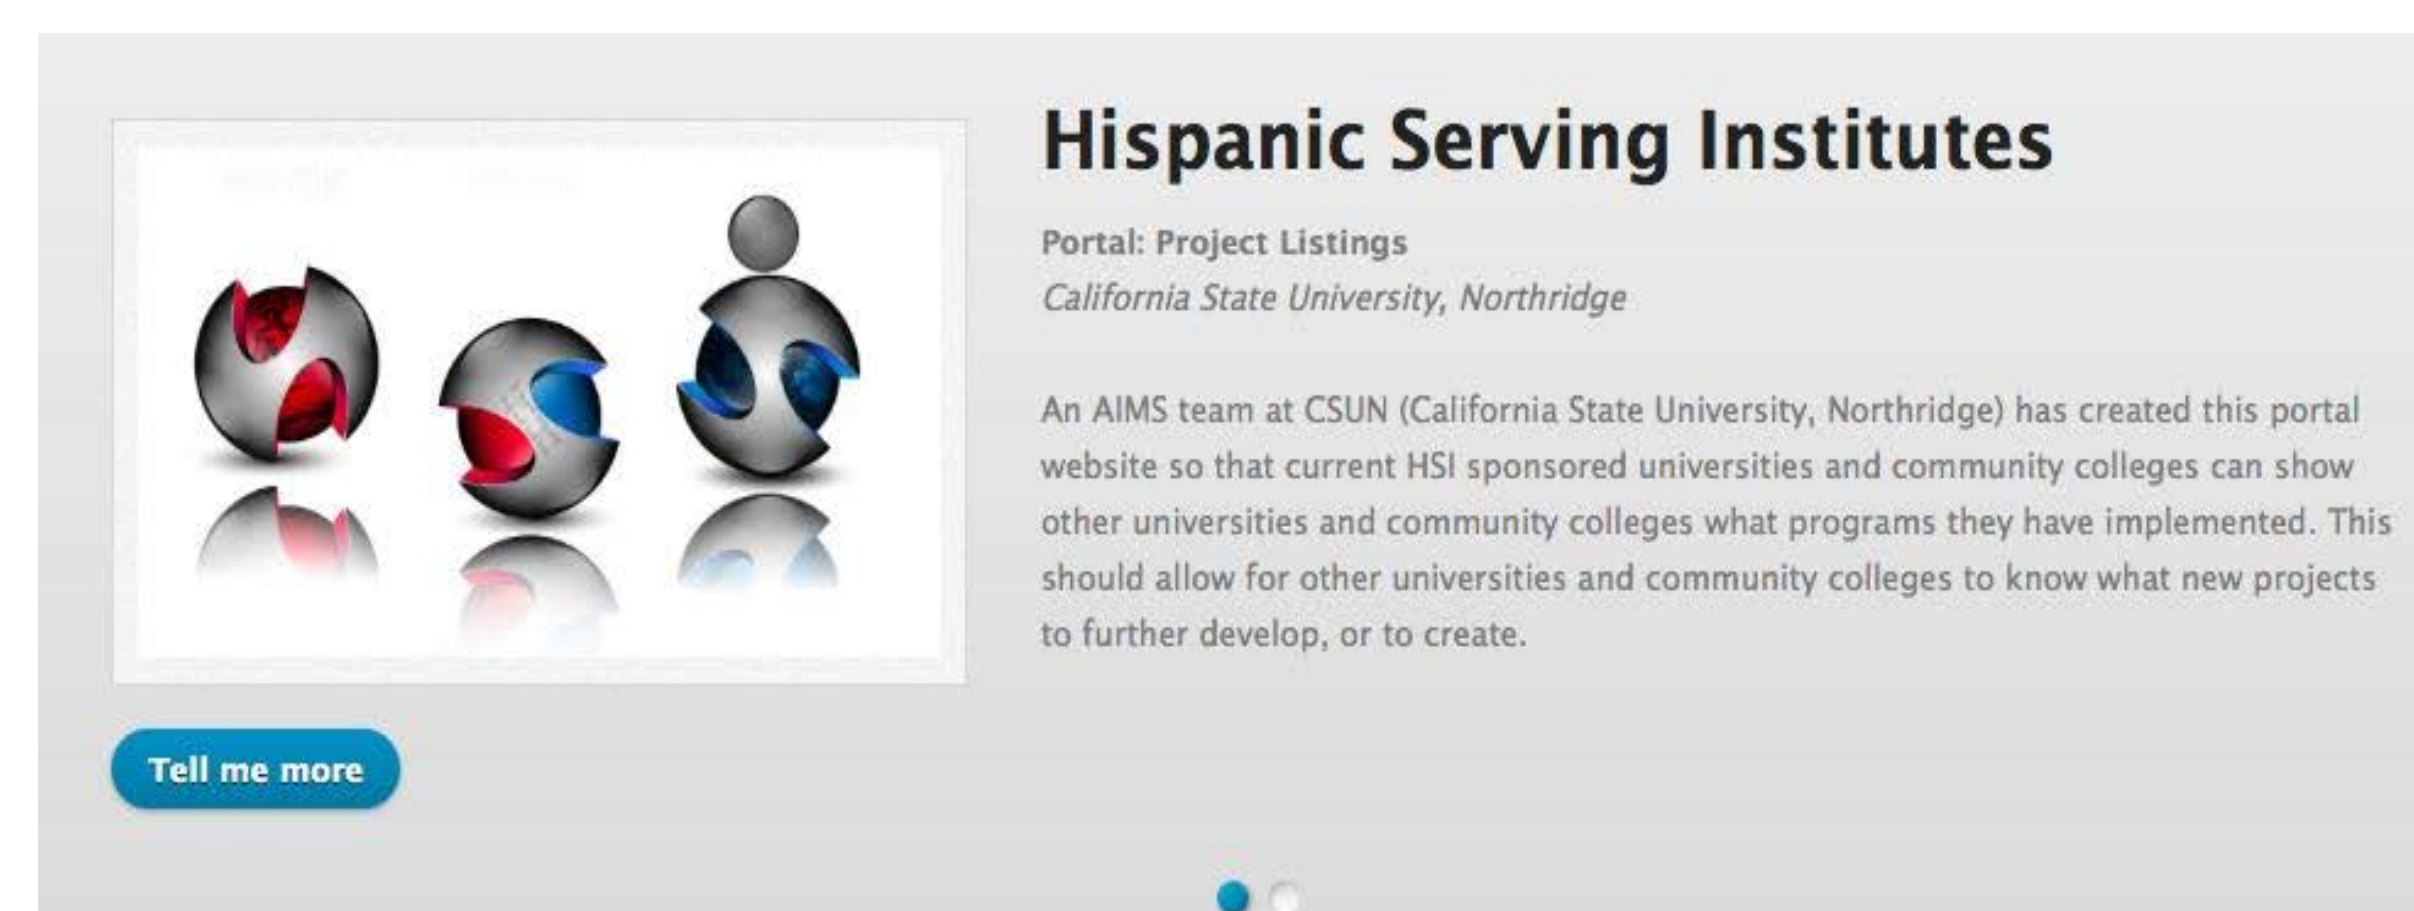 Hispanic Serving Institutes
Portal: Project Listings
California State University, Northridge
An AIMS team at CSUN (California State University, Northridge) has created this portal
website so that current HSI sponsored universities and community colleges can show
other universities and community colleges what programs they have implemented. This
should allow for other universities and community colleges to know what new projects
to further develop, or to create.
Tell me more